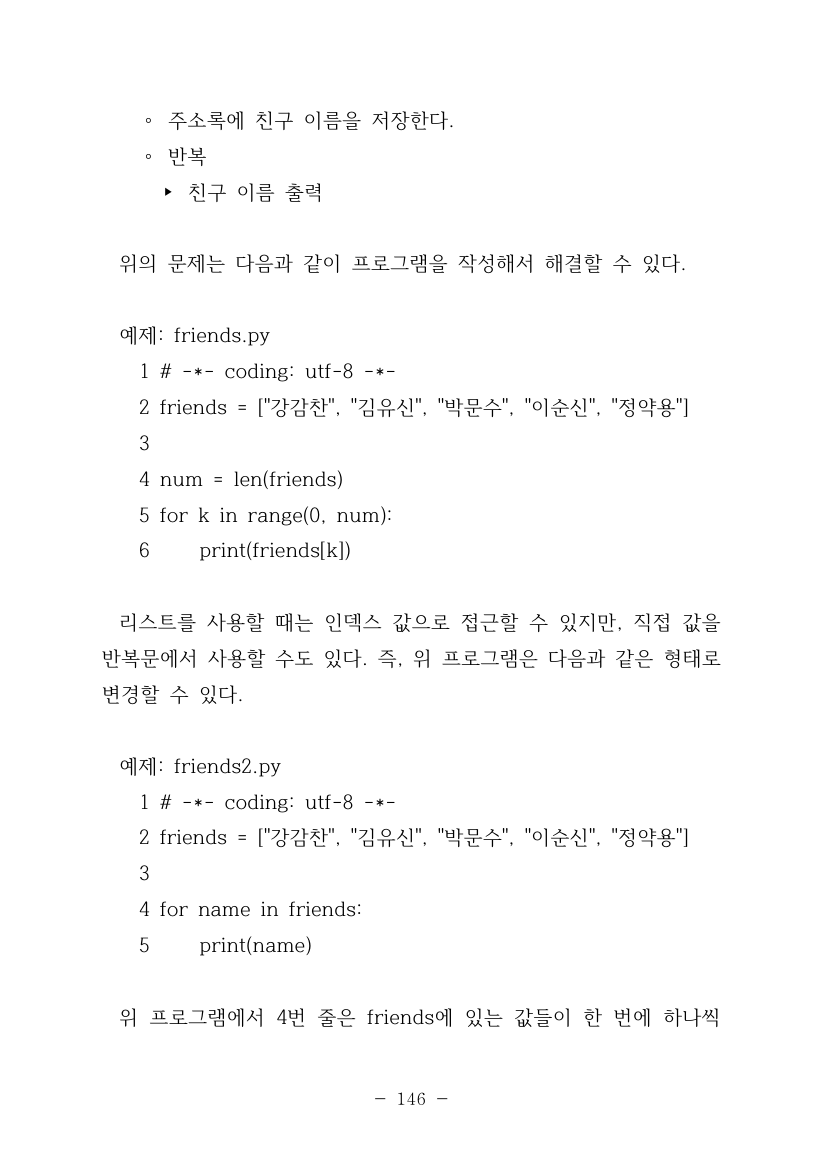 ◦ 주소록에 친구 이름을 저장한다.
◦ 반복
▸ 친구 이름 출력
위의 문제는 다음과 같이 프로그램을 작성해서 해결할 수 있다.
예제: friends.py
1 # -*- coding: utf-8 -*-
2 friends = ["강감찬", "김유신", "박문수", "이순신", "정약용"]
3
4 num = len(friends)
5 for k in range(0, num):
6     print(friends[k])
리스트를 사용할 때는 인덱스 값으로 접근할 수 있지만, 직접 값을
반복문에서 사용할 수도 있다. 즉, 위 프로그램은 다음과 같은 형태로
변경할 수 있다.
예제: friends2.py
1 # -*- coding: utf-8 -*-
2 friends = ["강감찬", "김유신", "박문수", "이순신", "정약용"]
3
4 for name in friends:
5     print(name)
위 프로그램에서 4번 줄은 friends에 있는 값들이 한 번에 하나씩
- 146 -